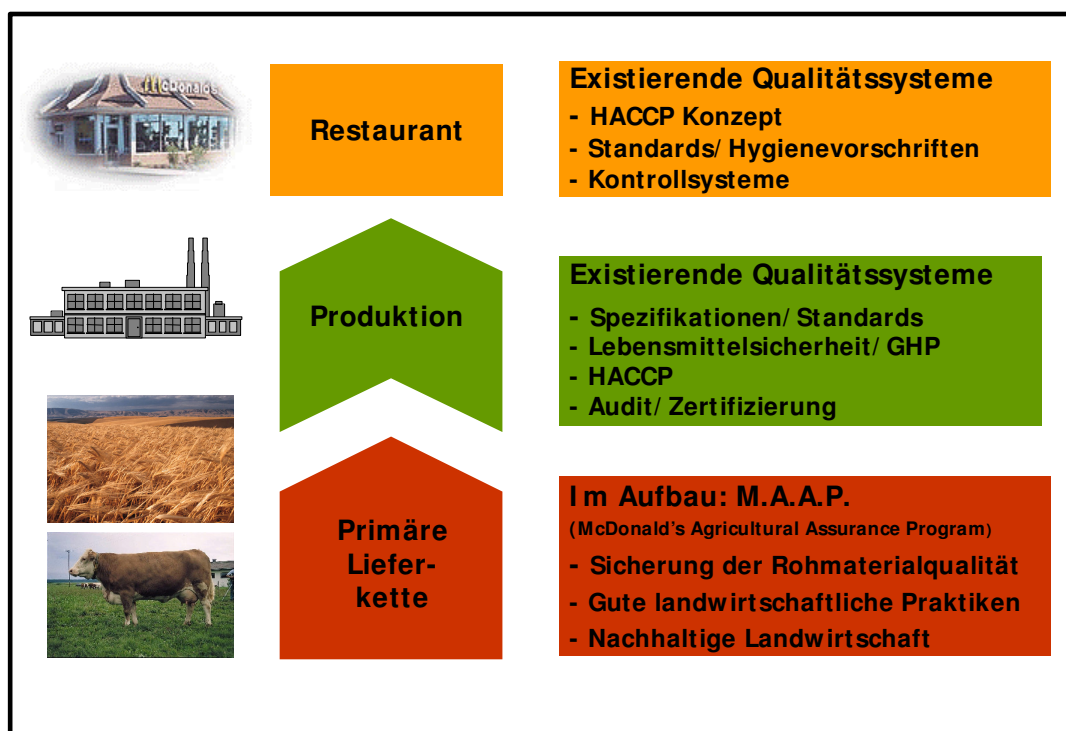 McDonald's
Restaurant
Existierende Qualitätssysteme
- HACCP Konzept
- Standards/ Hygienevorschriften
- Kontrollsysteme
Produktion
Existierende Qualitätssysteme
- Spezifikationen/ Standards
- Lebensmittelsicherheit/ GHP
- HACCP
- Audit/ Zertifizierung
Primäre
Liefer-
kette
Im Aufbau: M.A.A.P.
(McDonald's Agricultural Assurance Program)
- Sicherung der Rohmaterialqualität
- Gute landwirtschaftliche Praktiken
- Nachhaltige Landwirtschaft